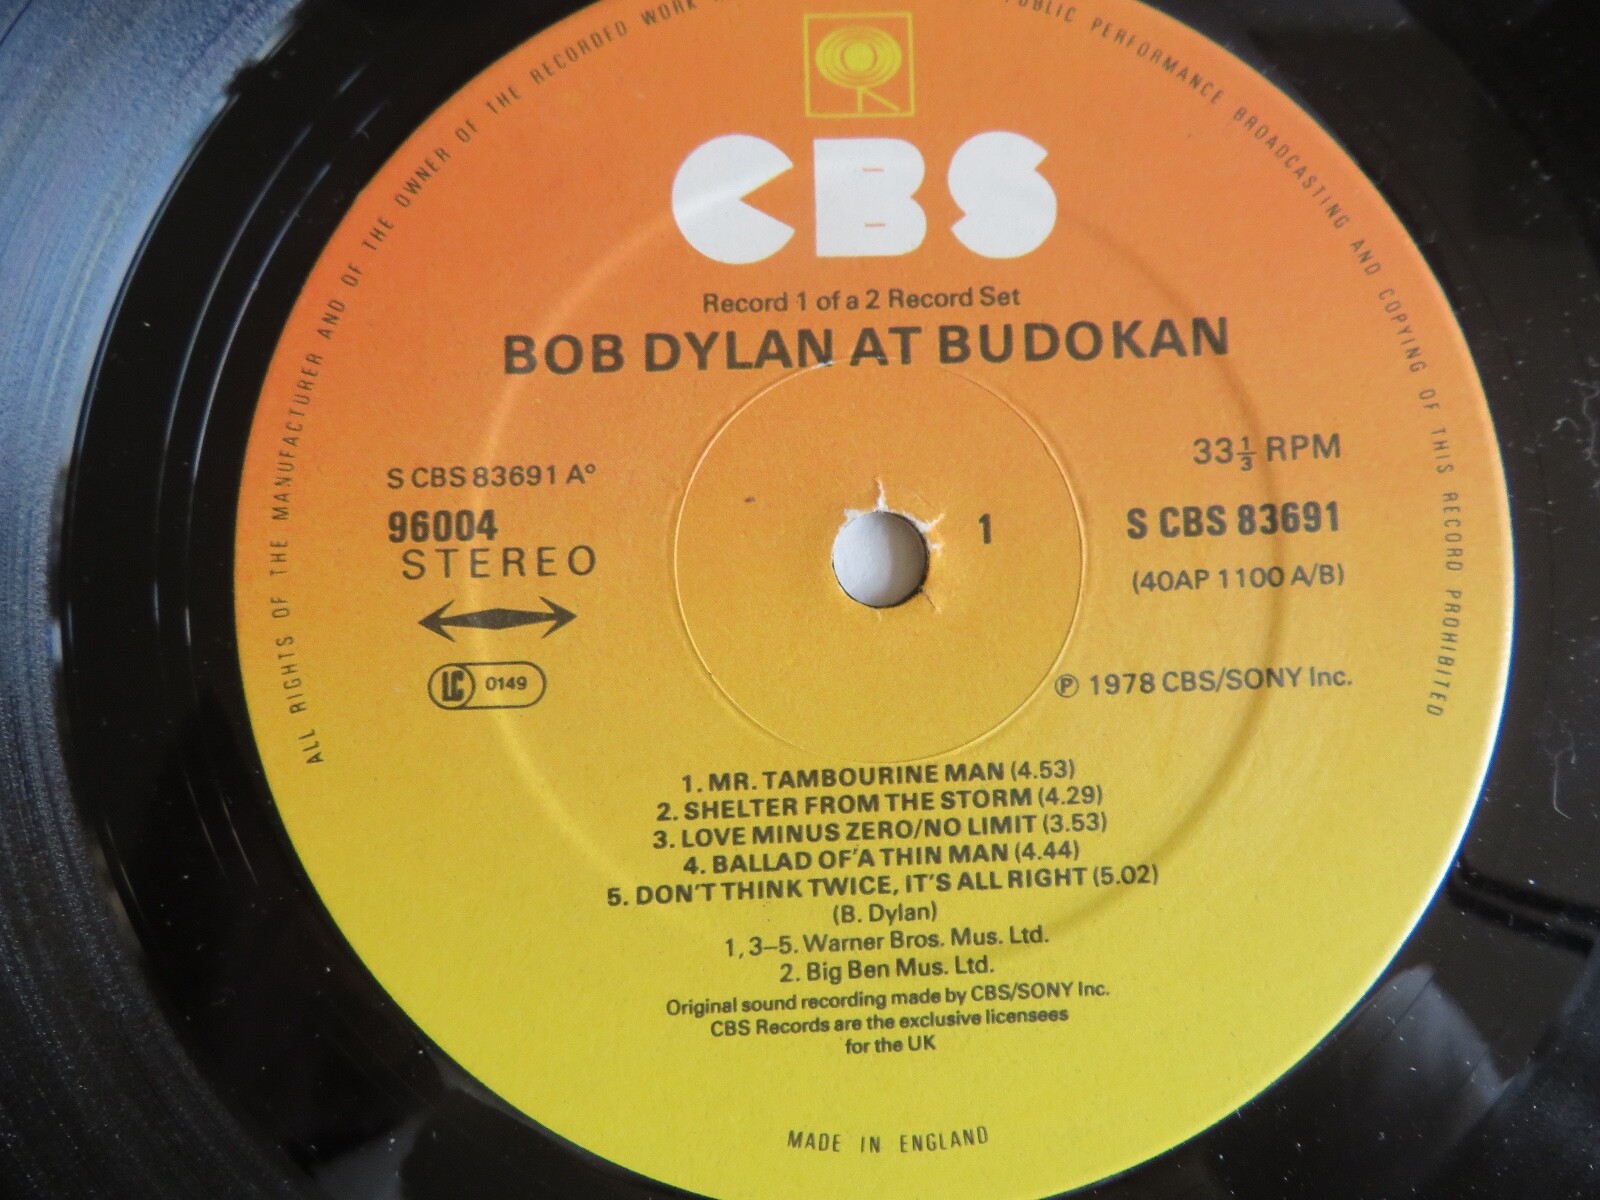 ALL RIGHTS OF THE MANUFACTURER AND OF THE OWNER OF THE RECORDED WORK
PUBLIC PERFORMANCE BROADCASTING AND COPYING OF THIS RECORD PROHIBITED
CBS
Record 1 of a 2 Record Set
BOB DYLAN AT BUDOKAN
S CBS 83691 A°
96004
STEREO
LC 0149
1
33⅓ RPM
S CBS 83691
(40AP 1100 A/B)
℗ 1978 CBS/SONY Inc.
1. MR. TAMBOURINE MAN (4.53)
2. SHELTER FROM THE STORM (4.29)
3. LOVE MINUS ZERO/NO LIMIT (3.53)
4. BALLAD OF'A THIN MAN (4.44)
5. DON'T THINK TWICE, IT'S ALL RIGHT (5.02)
(B. Dylan)
1, 3–5. Warner Bros. Mus. Ltd.
2. Big Ben Mus. Ltd.
Original sound recording made by CBS/SONY Inc.
CBS Records are the exclusive licensees
for the UK
MADE IN ENGLAND